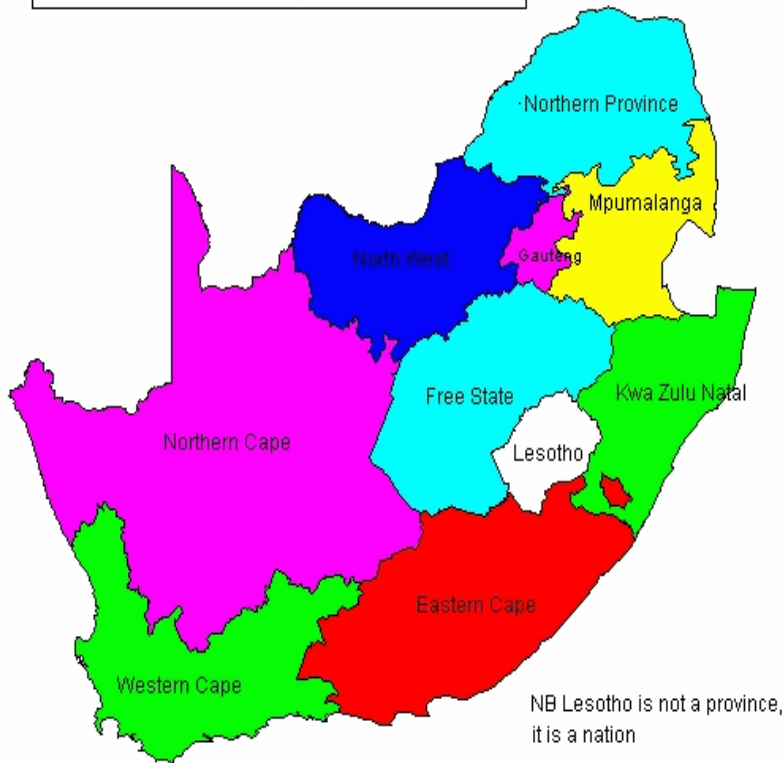 Northern Province
Mpumalanga
North West
Gauteng
Free State
Kwa Zulu Natal
Northern Cape
Lesotho
Eastern Cape
Western Cape
NB Lesotho is not a province,
it is a nation